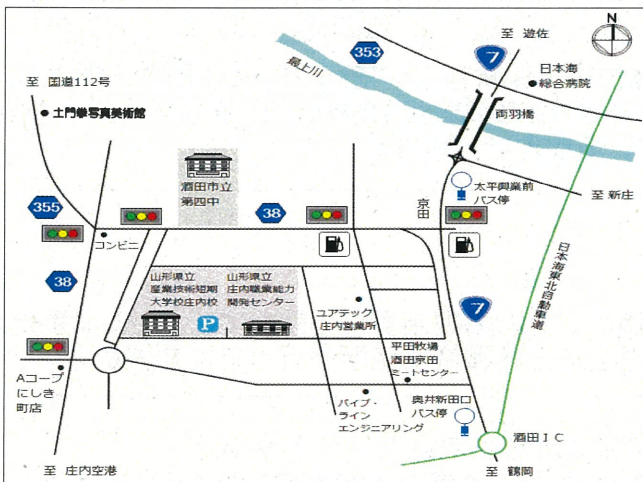 至 遊佐
N
353
7
最上川
日本海
総合病院
至 国道112号
土門拳写真美術館
両羽橋
酒田市立
第四中
京田
太平興業前
バス停
至 新庄
355
38
コンビニ
38
日本海東北自動車道
山形県立
産業技術短期
大学校庄内校
山形県立
庄内職業能力
開発センター
P
ユアテック
庄内営業所
7
平田牧場
酒田京田
ミートセンター
Aコープ
にしき
町店
パイプ・
ライン
エンジニアリング
奥井新田口
バス停
酒田IC
至 庄内空港
至 鶴岡